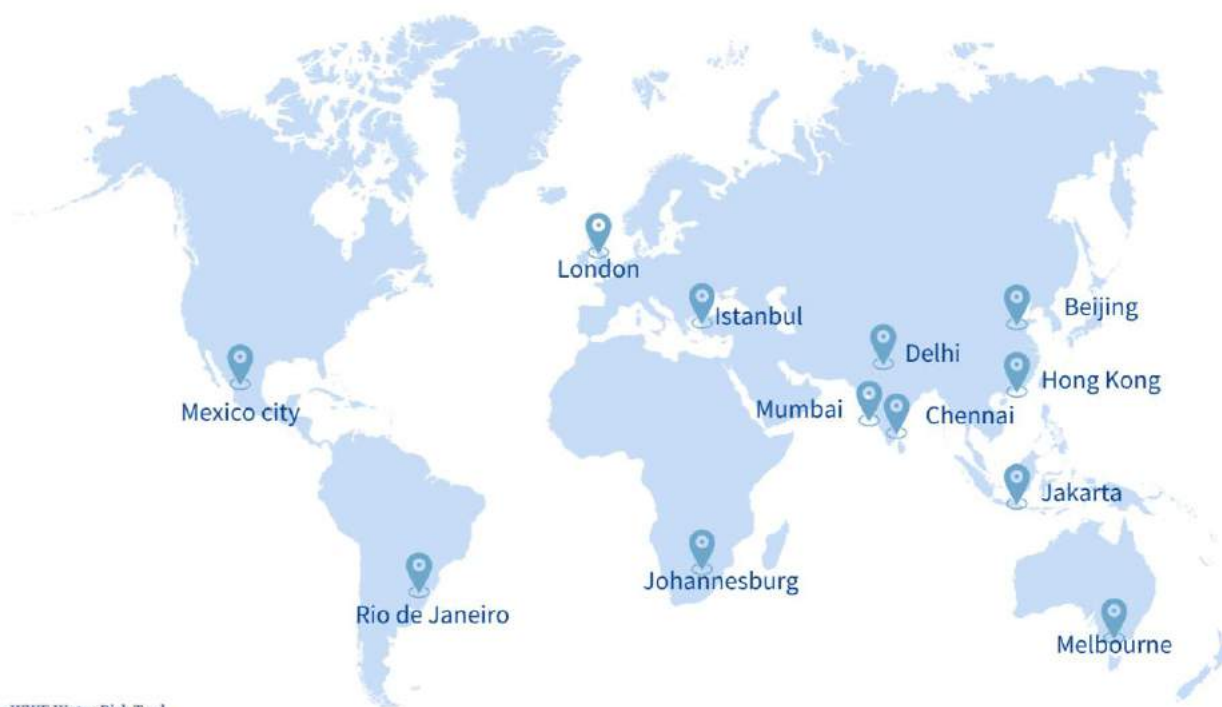 London
Istanbul
Beijing
Delhi
Hong Kong
Mexico city
Mumbai
Chennai
Jakarta
Johannesburg
Rio de Janeiro
Melbourne